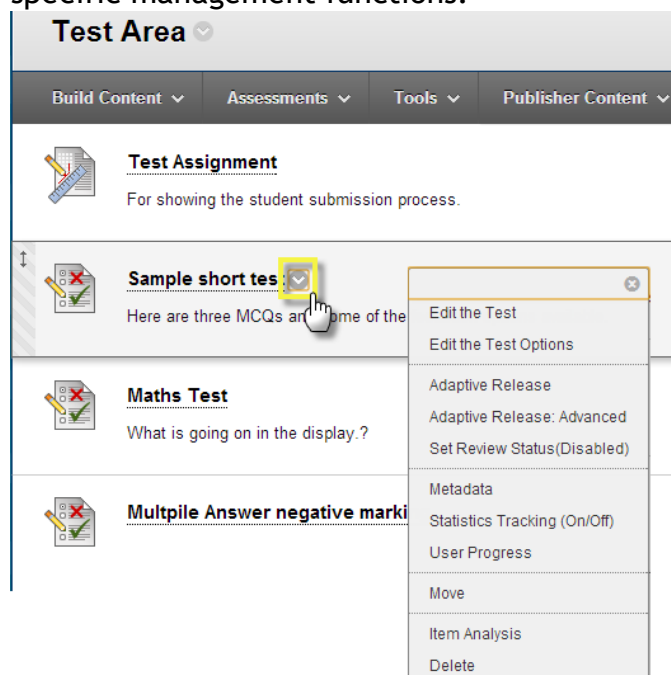 specific management functions.
Test Area
Build Content Assessments Tools Publisher Content
Test Assignment
For showing the student submission process.
Sample short tes
Here are three MCQs an ome of the
Edit the Test
Edit the Test Options
Adaptive Release
Adaptive Release: Advanced
Set Review Status(Disabled)
Metadata
Statistics Tracking (On/Off)
User Progress
Move
Item Analysis
Delete
Maths Test
What is going on in the display.?
Multpile Answer negative marki